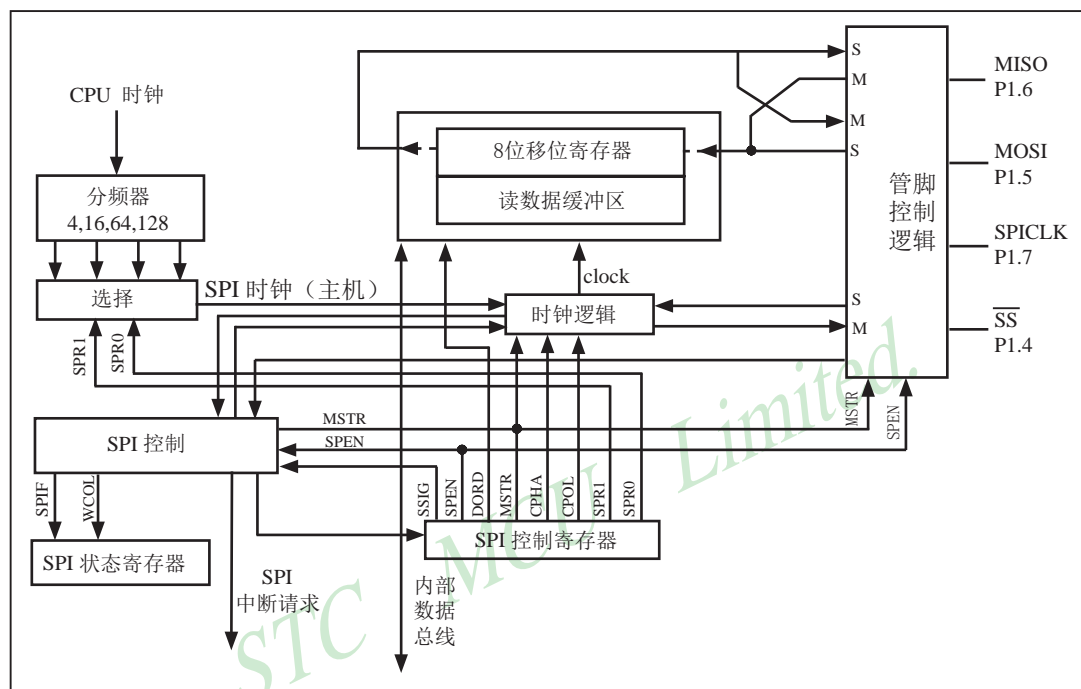 CPU 时钟
分频器
4,16,64,128
选择
SPI 时钟（主机）
SPR1
SPR0
8位移位寄存器
读数据缓冲区
clock
时钟逻辑
S
M
M
S
S
M
管脚
控制
逻辑
MISO
P1.6
MOSI
P1.5
SPICLK
P1.7
SS
P1.4
MSTR
SPEN
SPI 控制
MSTR
SPEN
SPIF
WCOL
SPI 状态寄存器
SSIG
SPEN
DORD
MSTR
CPHA
CPOL
SPR1
SPR0
SPI 控制寄存器
SPI
中断请求
内部
数据
总线
STC MCU Limited.